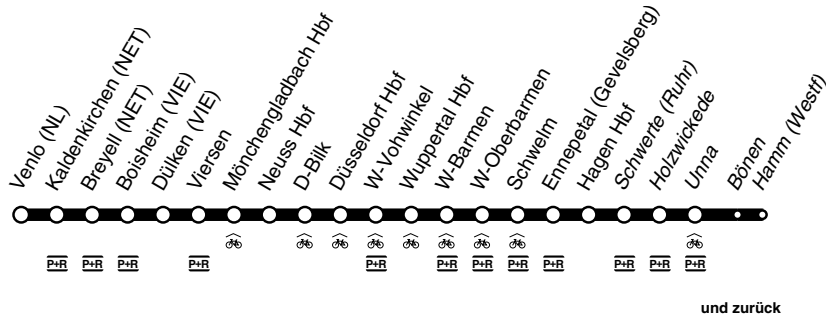 Venlo (NL)
Kaldenkirchen (NET)
Breyell (NET)
Boisheim (VIE)
Dülken (VIE)
Viersen
Mönchengladbach Hbf
Neuss Hbf
D-Bilk
Düsseldorf Hbf
W-Vohwinkel
Wuppertal Hbf
W-Barmen
W-Oberbarmen
Schwelm
Ennepetal (Gevelsberg)
Hagen Hbf
Schwerte (Ruhr)
Holzwickede
Unna
Bönen
Hamm (Westf)
P+R P+R P+R P+R P+R P+R P+R P+R P+R P+R P+R P+R
und zurück